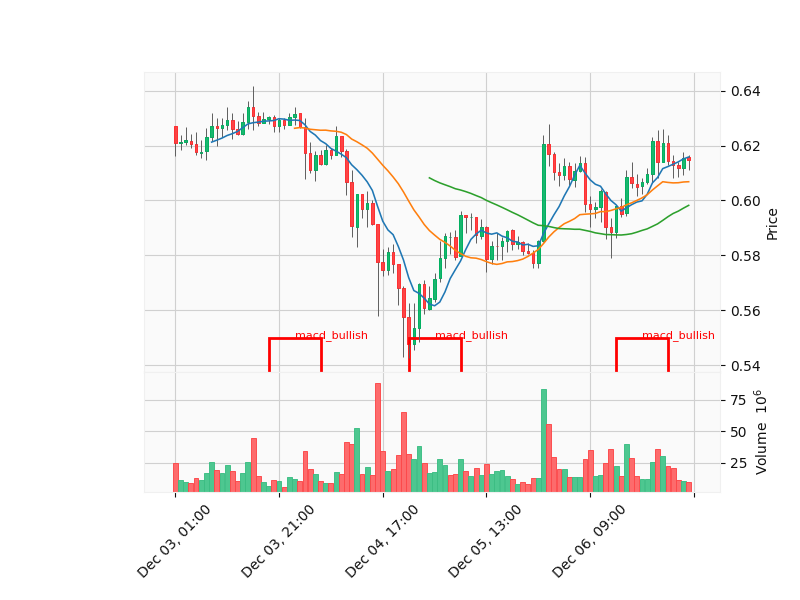 0.64
0.62
0.60
0.58
0.56
0.54
Price
macd_bullish
macd_bullish
macd_bullish
75
50
25
Volume 10⁶
Dec 03, 01:00
Dec 03, 21:00
Dec 04, 17:00
Dec 05, 13:00
Dec 06, 09:00